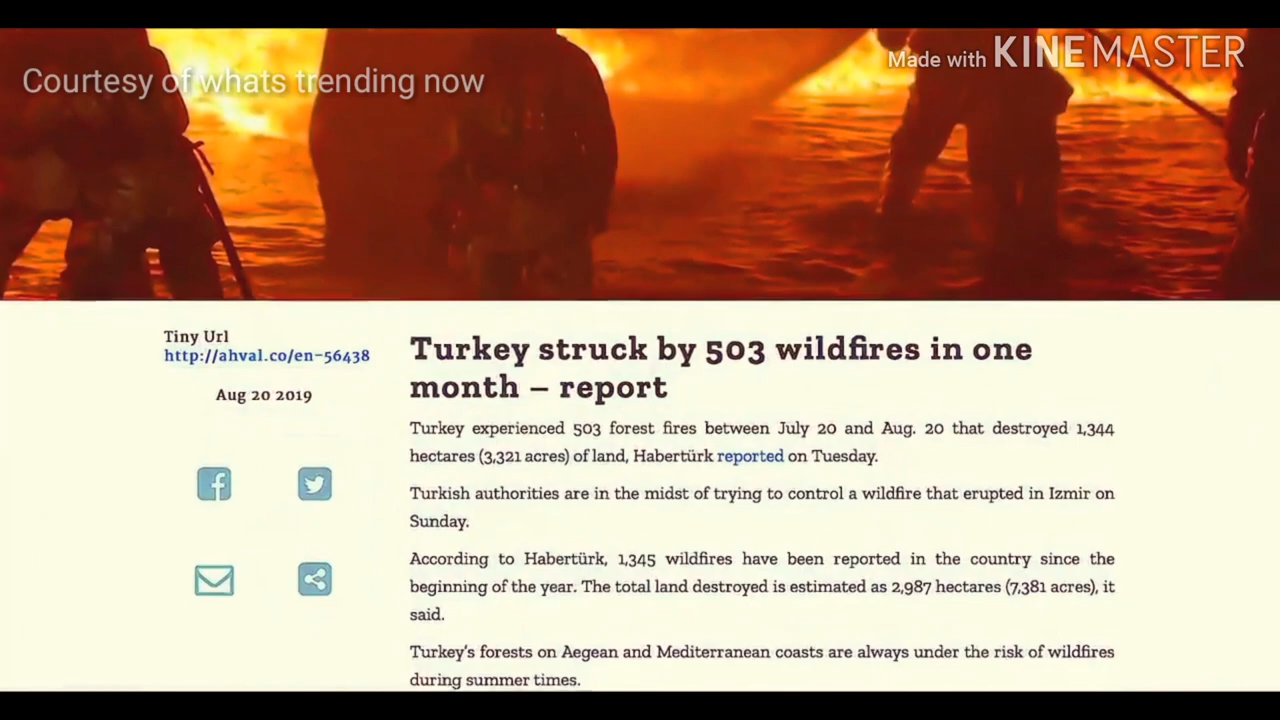 Made with KINEMASTER
Courtesy of whats trending now
Tiny Url
http://ahval.co/en-56438
Aug 20 2019
Turkey struck by 503 wildfires in one
month – report
Turkey experienced 503 forest fires between July 20 and Aug. 20 that destroyed 1,344
hectares (3,321 acres) of land, Habertürk reported on Tuesday.
Turkish authorities are in the midst of trying to control a wildfire that erupted in Izmir on
Sunday.
According to Habertürk, 1,345 wildfires have been reported in the country since the
beginning of the year. The total land destroyed is estimated as 2,987 hectares (7,381 acres), it
said.
Turkey's forests on Aegean and Mediterranean coasts are always under the risk of wildfires
during summer times.